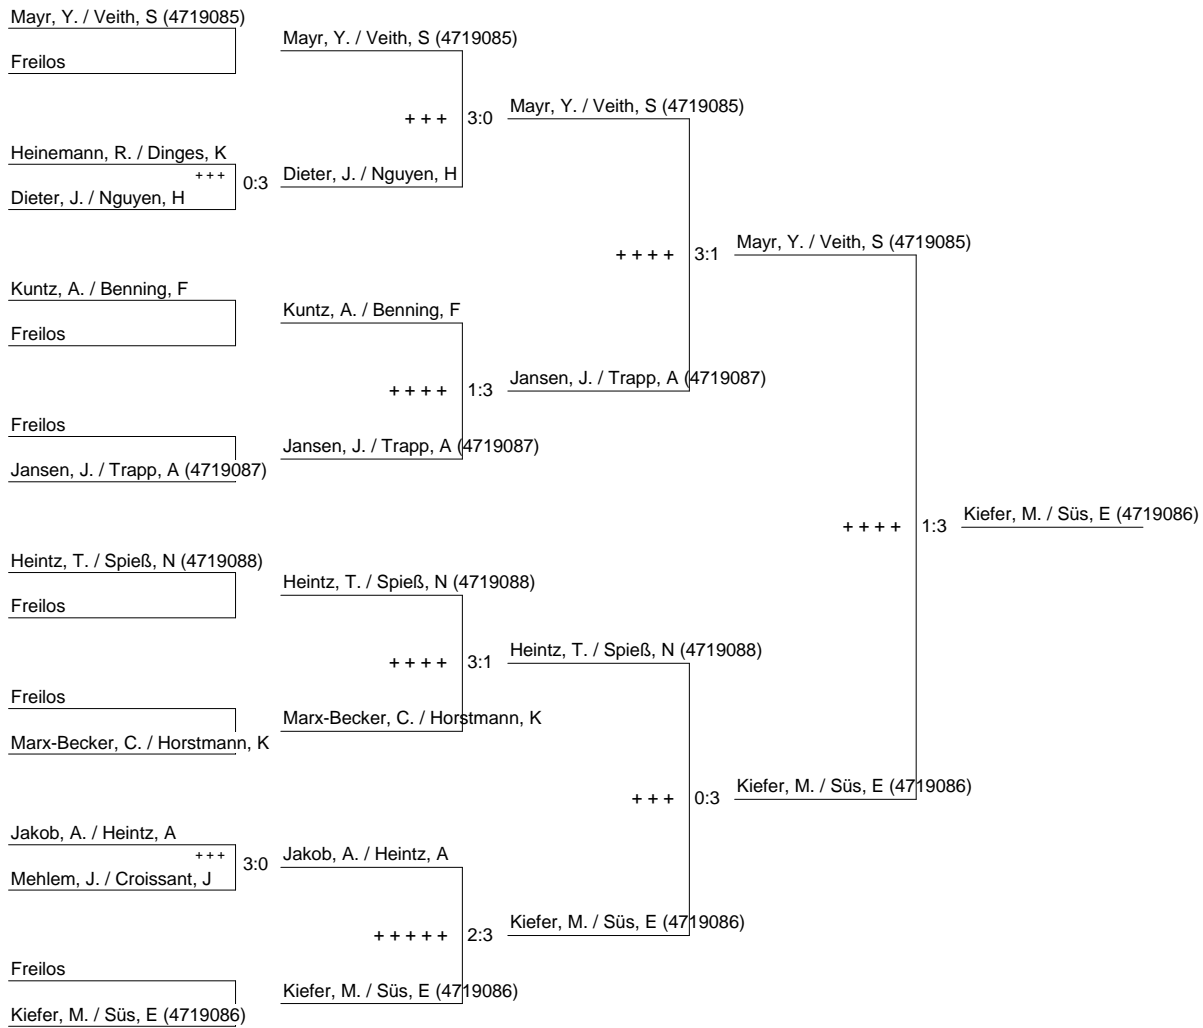 Mayr, Y. / Veith, S (4719085)
Freilos
Heinemann, R. / Dinges, K
+++
0:3
Dieter, J. / Nguyen, H
Kuntz, A. / Benning, F
Freilos
Freilos
Jansen, J. / Trapp, A (4719087)
Heintz, T. / Spieß, N (4719088)
Freilos
Freilos
Marx-Becker, C. / Horstmann, K
Jakob, A. / Heintz, A
+++
3:0
Mehlem, J. / Croissant, J
Freilos
Kiefer, M. / Süs, E (4719086)
Mayr, Y. / Veith, S (4719085)
+ + + 3:0
Dieter, J. / Nguyen, H
Kuntz, A. / Benning, F
+ + + + 1:3
Jansen, J. / Trapp, A (4719087)
Heintz, T. / Spieß, N (4719088)
+ + + + 3:1
Marx-Becker, C. / Horstmann, K
Jakob, A. / Heintz, A
+ + + + + 2:3
Kiefer, M. / Süs, E (4719086)
Mayr, Y. / Veith, S (4719085)
+ + + + 3:1
Jansen, J. / Trapp, A (4719087)
Heintz, T. / Spieß, N (4719088)
+ + + 0:3
Kiefer, M. / Süs, E (4719086)
Mayr, Y. / Veith, S (4719085)
+ + + + 1:3
Kiefer, M. / Süs, E (4719086)
Kiefer, M. / Süs, E (4719086)